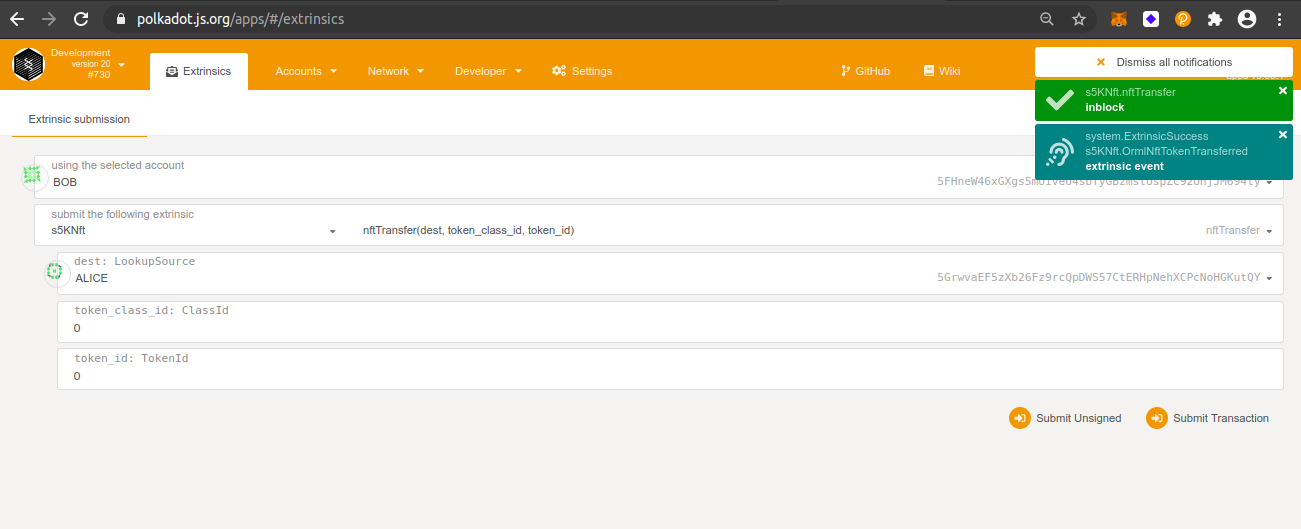 polkadot.js.org/apps/#/extrinsics
Development
version 20
#730
Extrinsics
Accounts
Network
Developer
Settings
GitHub
Wiki
Dismiss all notifications
s5KNft.nftTransfer
inblock
system.ExtrinsicSuccess
s5KNft.OrmlNftTokenTransferred
extrinsic event
Extrinsic submission
using the selected account
BOB
submit the following extrinsic
s5KNft
nftTransfer(dest, token_class_id, token_id)
nftTransfer
dest: LookupSource
ALICE
5GrwvaEF5zXb26Fz9rcQpDWS57CtERHpNehXCPcNoHGKutQY
token_class_id: ClassId
0
token_id: TokenId
0
Submit Unsigned
Submit Transaction